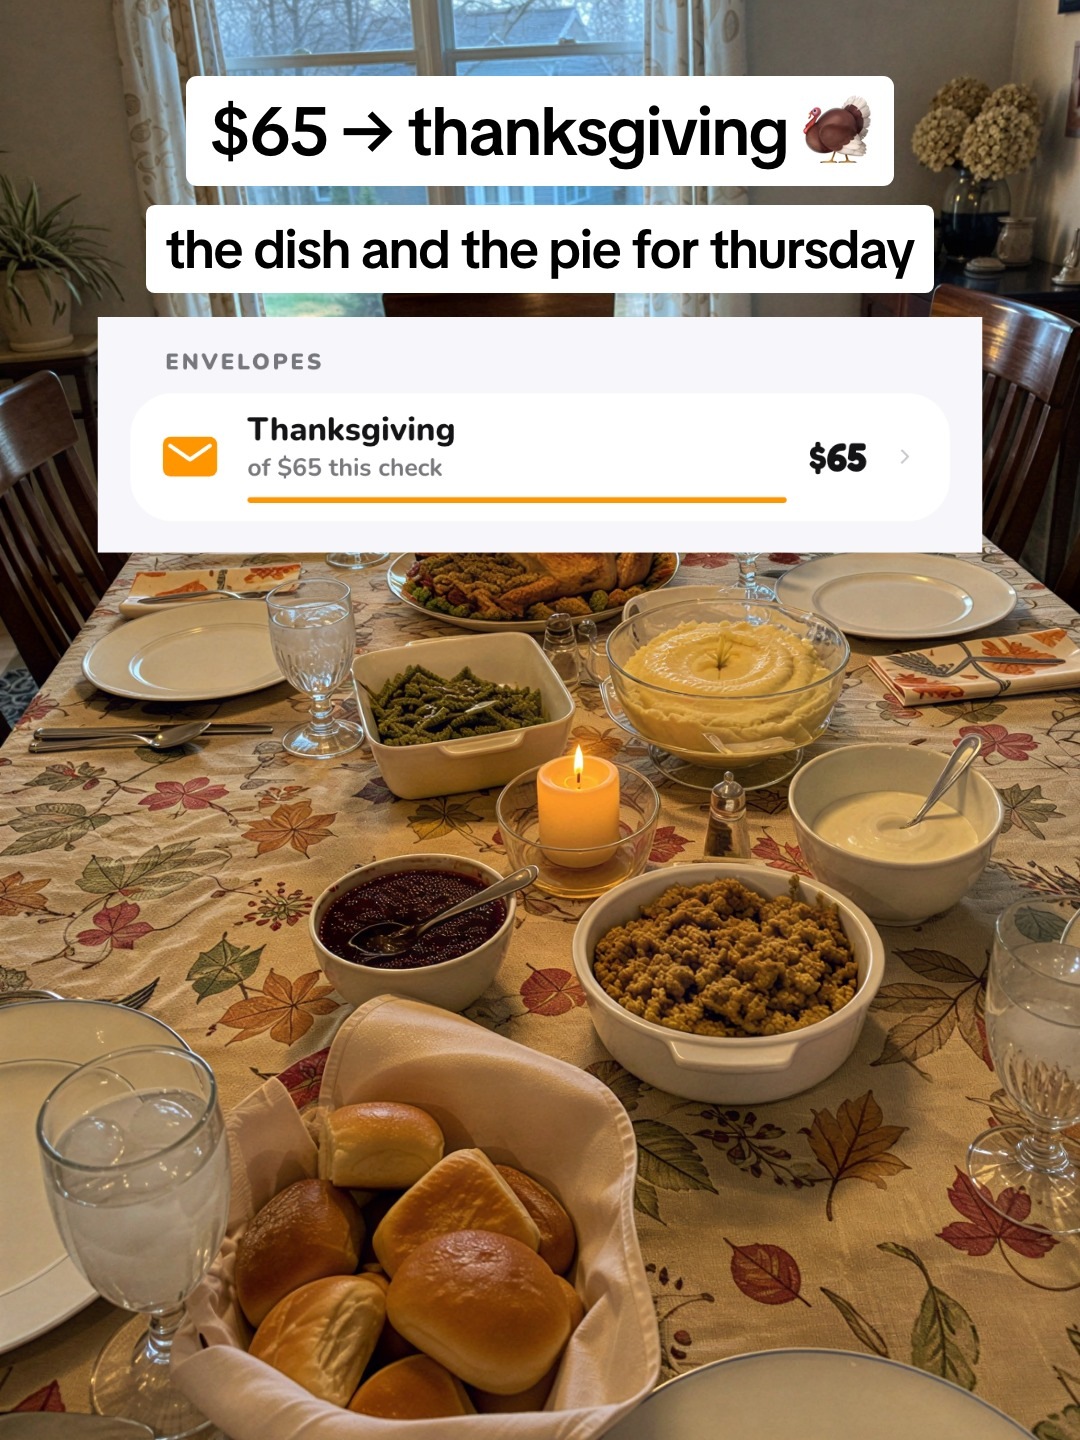 $65 → thanksgiving 🦃
the dish and the pie for thursday
ENVELOPES
Thanksgiving
of $65 this check
$65